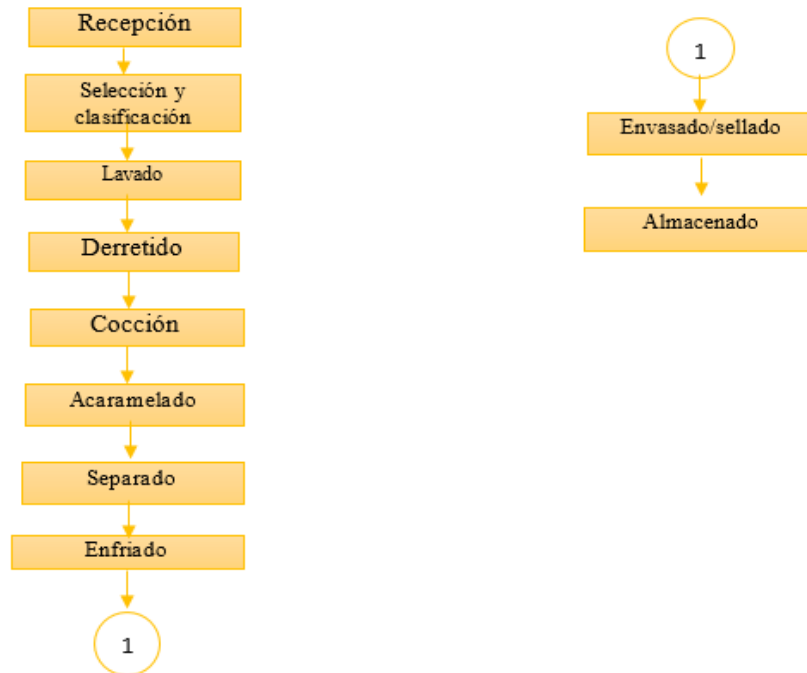 Recepción
Selección y
clasificación
Lavado
Derretido
Cocción
Acaramelado
Separado
Enfriado
1
1
Envasado/sellado
Almacenado